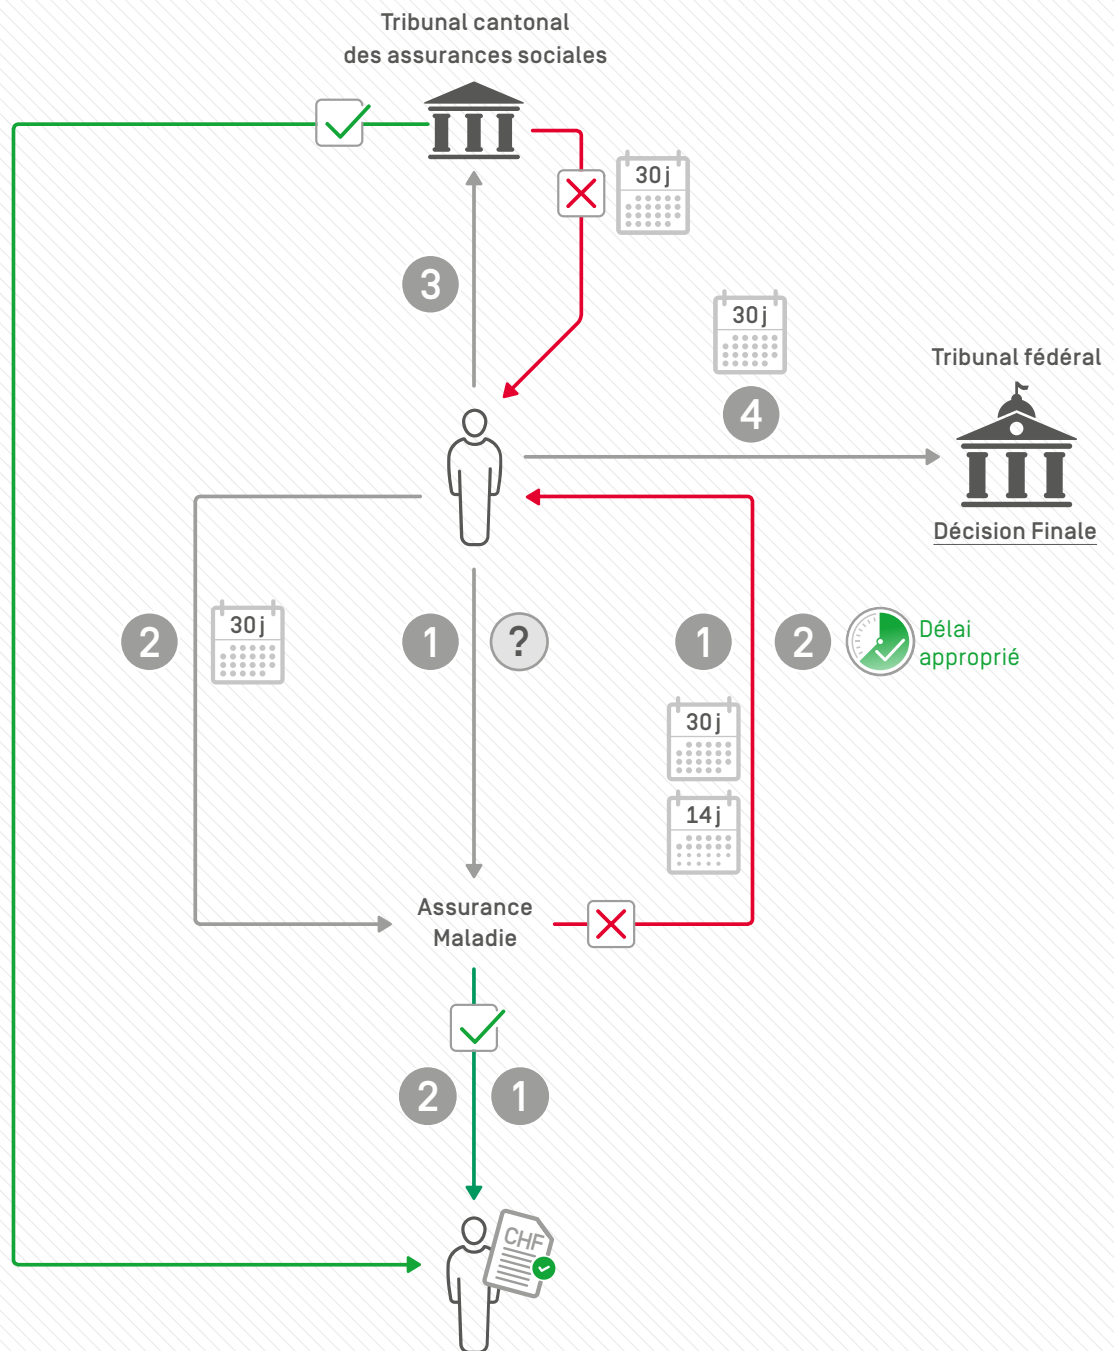 Tribunal cantonal
des assurances sociales
30 j
3
30 j
4
Tribunal fédéral
Décision Finale
2
30 j
1
?
1
2
Délai
approprié
30 j
14 j
Assurance
Maladie
2
1
CHF